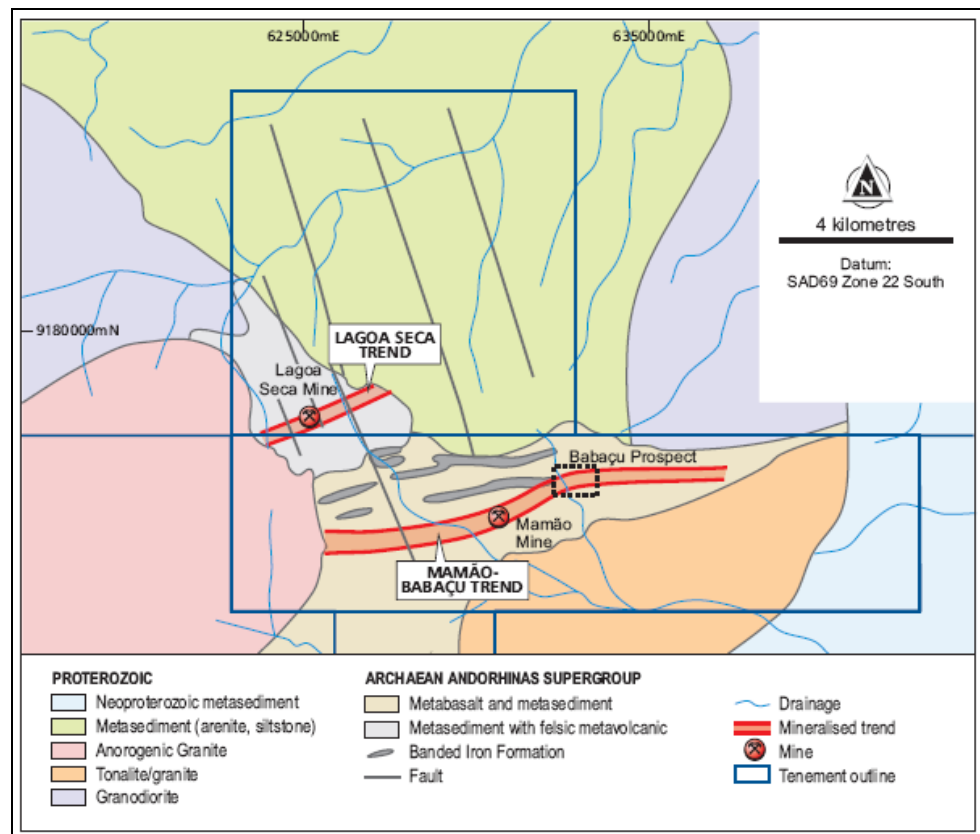 625000mE
635000mE
N
4 kilometres
Datum:
SAD69 Zone 22 South
9180000mN
LAGOA SECA
TREND
Lagoa
Seca Mine
Babaçu Prospect
Mamão
Mine
MAMÃO-
BABAÇU TREND
PROTEROZOIC
Neoproterozoic metasediment
Metasediment (arenite, siltstone)
Anorogenic Granite
Tonalite/granite
Granodiorite
ARCHAEAN ANDORHINAS SUPERGROUP
Metabasalt and metasediment
Metasediment with felsic metavolcanic
Banded Iron Formation
Fault
Drainage
Mineralised trend
Mine
Tenement outline